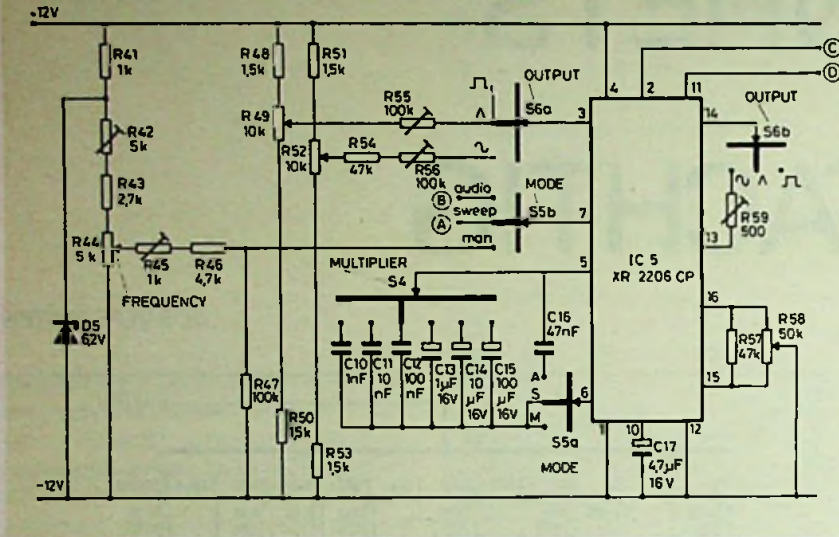 +12V
R41
1k
R42
5k
R43
2,7k
R44
5k
R45
1k
R46
4,7k
FREQUENCY
D5
6,2V
R47
100k
R48
1,5k
R49
10k
R50
1,5k
R51
1,5k
R52
10k
R53
1,5k
R54
47k
R55
100k
R56
100k
OUTPUT
S6a
MODE
S5b
B audio
A sweep
man
MULTIPLIER
S4
C10
1nF
C11
10
nF
C12
100
nF
C13
1µF
16V
C14
10
µF
16V
C15
100
µF
16V
C16
47nF
A
S
M
S5a
MODE
IC 5
XR 2206 CP
4
2
11
3
14
7
13
5
16
15
6
1
10
12
C
D
OUTPUT
S6b
R59
500
R57
47k
R58
50k
C17
4,7µF
16V
-12V